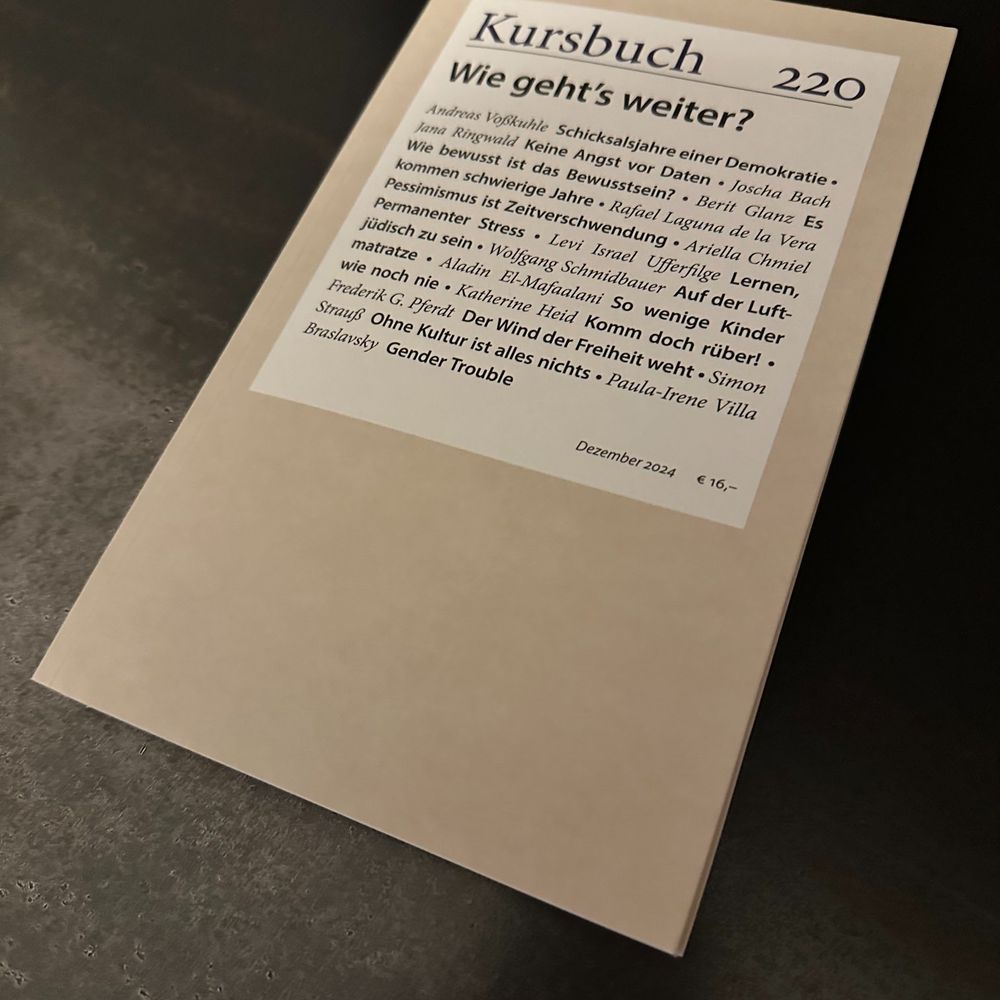 Kursbuch 220
Wie geht's weiter?
Andreas Voßkuhle Schicksalsjahre einer Demokratie •
Jana Ringwald Keine Angst vor Daten • Joscha Bach
Wie bewusst ist das Bewusstsein? • Berit Glanz Es
kommen schwierige Jahre • Rafael Laguna de la Vera
Pessimismus ist Zeitverschwendung • Ariella Chmiel
Permanenter Stress • Levi Israel Ufferfilge Lernen,
jüdisch zu sein • Wolfgang Schmidbauer Auf der Luft-
matratze • Aladin El-Mafaalani So wenige Kinder
wie noch nie • Katherine Heid Komm doch rüber! •
Frederik G. Pferdt Der Wind der Freiheit weht • Simon
Strauß Ohne Kultur ist alles nichts • Paula-Irene Villa
Braslavsky Gender Trouble
Dezember 2024 € 16,–